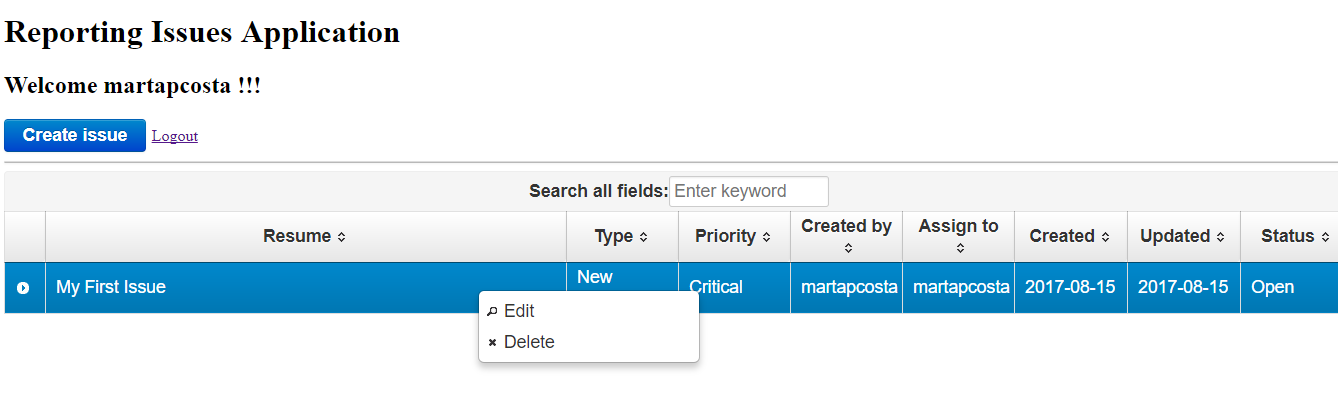 Reporting Issues Application
Welcome martapcosta !!!
Create issue Logout
Search all fields: Enter keyword
Resume Type Priority Created by Assign to Created Updated Status
My First Issue New Critical martapcosta martapcosta 2017-08-15 2017-08-15 Open
Edit
Delete